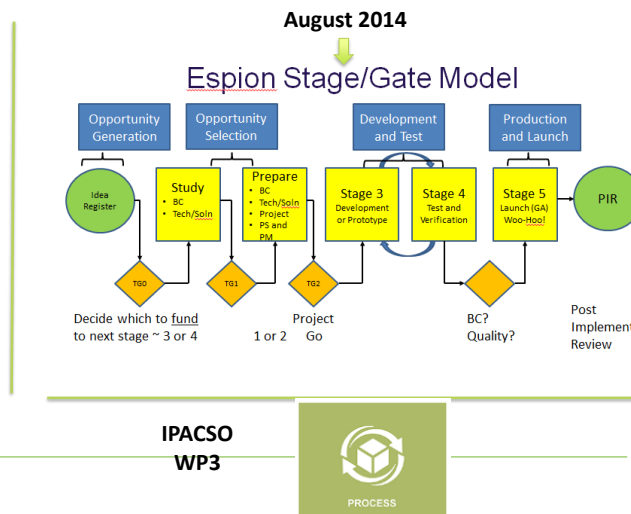 August 2014
Espion Stage/Gate Model
Opportunity
Generation
Opportunity
Selection
Development
and Test
Production
and Launch
Idea
Register
Study
• BC
• Tech/Soln
Prepare
• BC
• Tech/Soln
• Project
• PS and
PM
Stage 3
Development
or Prototype
Stage 4
Test and
Verification
Stage 5
Launch (GA)
Woo-Hoo!
PIR
TG0
TG1
TG2
Decide which to fund
to next stage ~ 3 or 4
1 or 2
Project
Go
BC?
Quality?
Post
Implement
Review
IPACSO
WP3
PROCESS